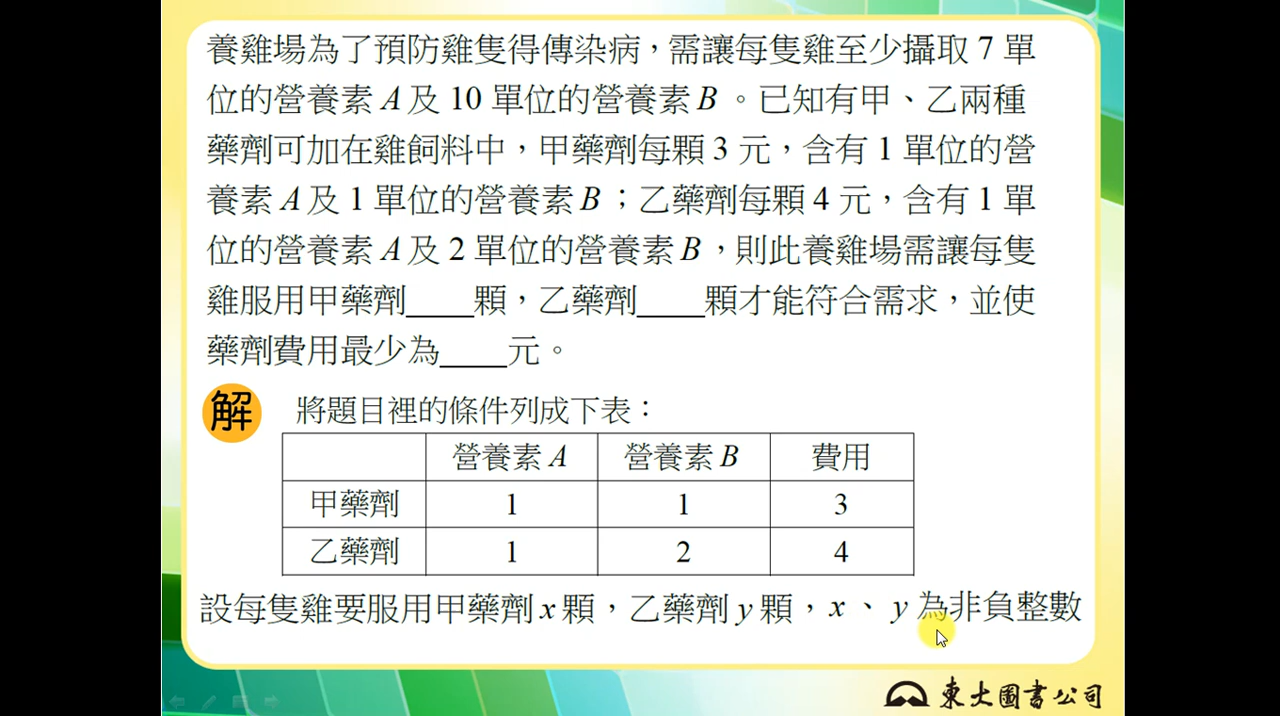 養雞場為了預防雞隻得傳染病，需讓每隻雞至少攝取 7 單
位的營養素 A 及 10 單位的營養素 B 。已知有甲、乙兩種
藥劑可加在雞飼料中，甲藥劑每顆 3 元，含有 1 單位的營
養素 A 及 1 單位的營養素 B；乙藥劑每顆 4 元，含有 1 單
位的營養素 A 及 2 單位的營養素 B，則此養雞場需讓每隻
雞服用甲藥劑____顆，乙藥劑____顆才能符合需求，並使
藥劑費用最少為____元。
解 將題目裡的條件列成下表：
營養素 A 營養素 B 費用
甲藥劑 1 1 3
乙藥劑 1 2 4
設每隻雞要服用甲藥劑 x 顆，乙藥劑 y 顆，x 、 y 為非負整數
東大圖書公司